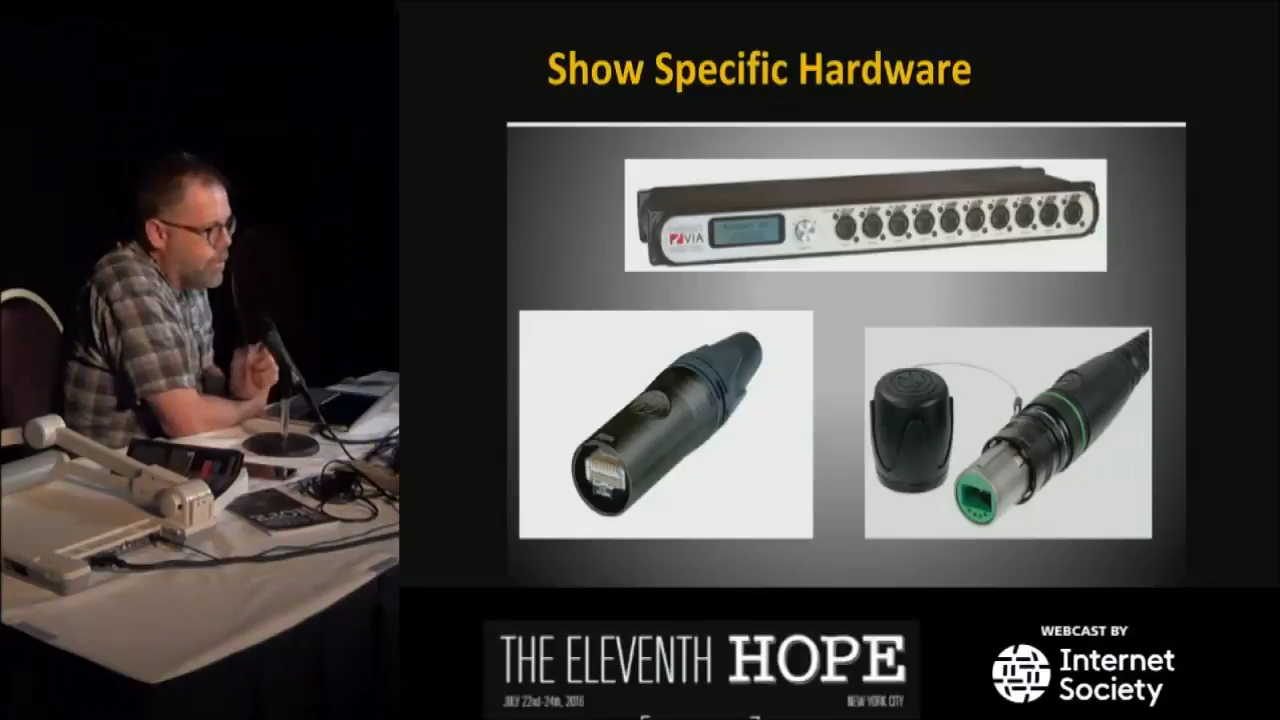 Show Specific Hardware
VIA
THE ELEVENTH HOPE
JULY 22nd-24th, 2016
NEW YORK CITY
WEBCAST BY
Internet
Society